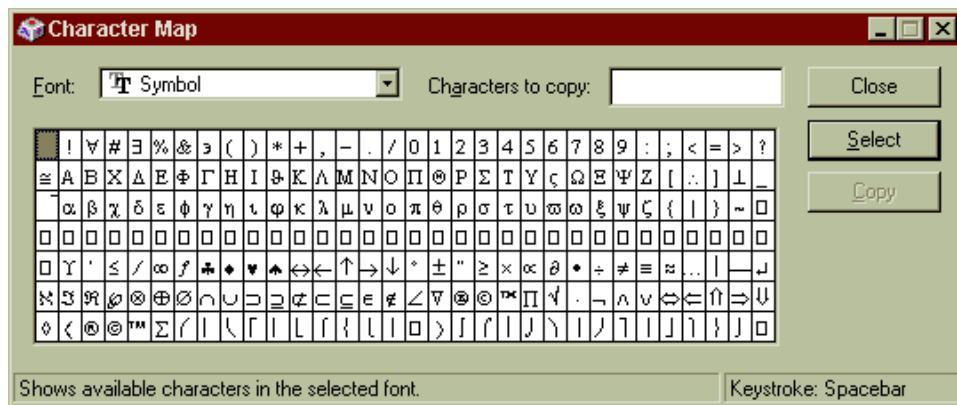 Character Map
Font: Symbol Characters to copy: Close
! ∀ # ∃ % & ∍ ( ) * + , − . / 0 1 2 3 4 5 6 7 8 9 : ; < = > ?
Select
≅ Α Β Χ Δ Ε Φ Γ Η Ι ϑ Κ Λ Μ Ν Ο Π Θ Ρ Σ Τ Υ ς Ω Ξ Ψ Ζ [ ∴ ] ⊥ _
Copy
‾ α β χ δ ε φ γ η ι ϕ κ λ μ ν ο π θ ρ σ τ υ ϖ ω ξ ψ ζ { | } ~ □
□ □ □ □ □ □ □ □ □ □ □ □ □ □ □ □ □ □ □ □ □ □ □ □ □ □ □ □ □ □ □ □
□ ϒ ′ ≤ ⁄ ∞ ƒ ♣ ♦ ♥ ♠ ↔ ← ↑ → ↓ ° ± ″ ≥ × ∝ ∂ • ÷ ≠ ≡ ≈ … | — ↵
ℵ ℑ ℜ ℘ ⊗ ⊕ ∅ ∩ ∪ ⊃ ⊇ ⊄ ⊂ ⊆ ∈ ∉ ∠ ∇ ® © ™ ∏ √ ⋅ ¬ ∧ ∨ ⇔ ⇐ ⇑ ⇒ ⇓
◊ 〈 ® © ™ ∑ ⎛ ⎜ ⎝ ⎡ ⎢ ⎣ ⎧ ⎨ ⎩ ⎪ □ 〉 ∫ ⌠ ⎮ ⌡ ⎞ ⎟ ⎠ ⎤ ⎥ ⎦ ⎫ ⎬ ⎭ □
Shows available characters in the selected font. Keystroke: Spacebar